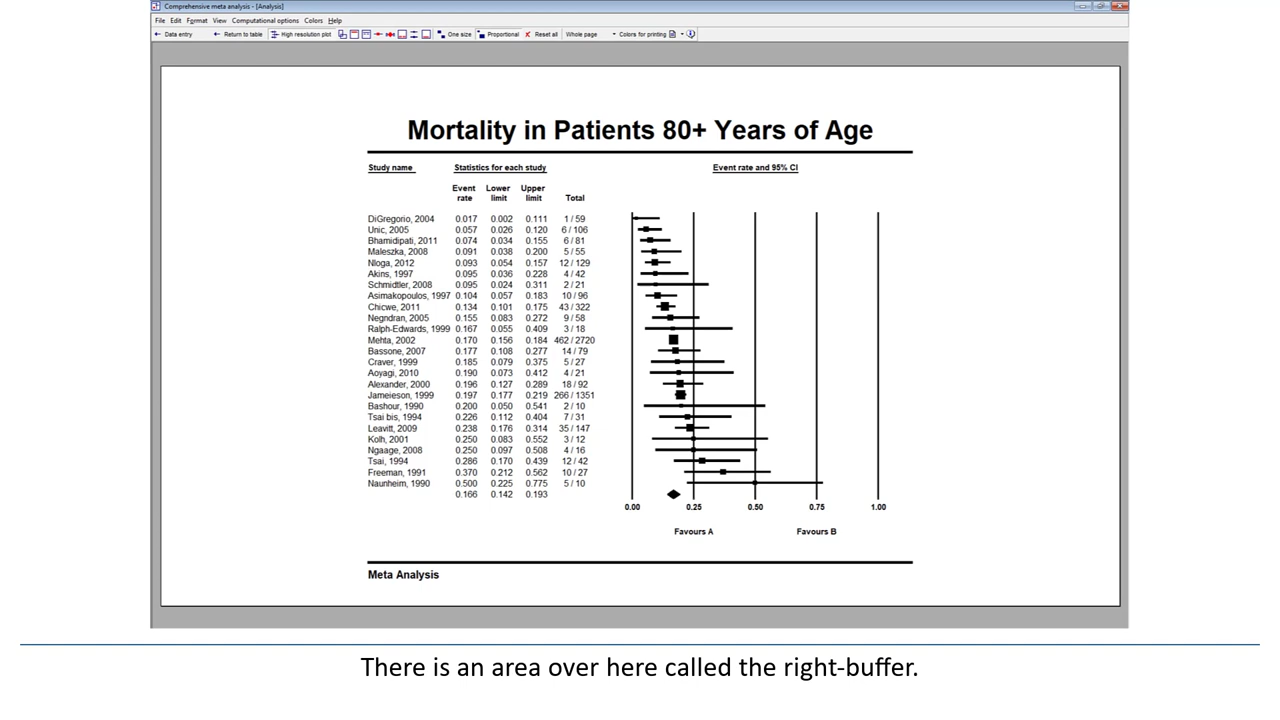 Comprehensive meta analysis - [Analysis]
File Edit Format View Computational options Colors Help
Data entry Return to table High resolution plot One size Proportional Reset all Whole page Colors for printing
Mortality in Patients 80+ Years of Age
Study name Statistics for each study Event rate and 95% CI
Event Lower Upper
rate limit limit Total
DiGregorio, 2004 0.017 0.002 0.111 1 / 59
Unic, 2005 0.057 0.026 0.120 6 / 106
Bhamidipati, 2011 0.074 0.034 0.155 6 / 81
Maleszka, 2008 0.091 0.038 0.200 5 / 55
Nloga, 2012 0.093 0.054 0.157 12 / 129
Akins, 1997 0.095 0.036 0.228 4 / 42
Schmidtler, 2008 0.095 0.024 0.311 2 / 21
Asimakopoulos, 1997 0.104 0.057 0.183 10 / 96
Chicwe, 2011 0.134 0.101 0.175 43 / 322
Negndran, 2005 0.155 0.083 0.272 9 / 58
Ralph-Edwards, 1999 0.167 0.055 0.409 3 / 18
Mehta, 2002 0.170 0.156 0.184 462 / 2720
Bassone, 2007 0.177 0.108 0.277 14 / 79
Craver, 1999 0.185 0.079 0.375 5 / 27
Aoyagi, 2010 0.190 0.073 0.412 4 / 21
Alexander, 2000 0.196 0.127 0.289 18 / 92
Jameieson, 1999 0.197 0.177 0.219 266 / 1351
Bashour, 1990 0.200 0.050 0.541 2 / 10
Tsai bis, 1994 0.226 0.112 0.404 7 / 31
Leavitt, 2009 0.238 0.176 0.314 35 / 147
Kolh, 2001 0.250 0.083 0.552 3 / 12
Ngaage, 2008 0.250 0.097 0.508 4 / 16
Tsai, 1994 0.286 0.170 0.439 12 / 42
Freeman, 1991 0.370 0.212 0.562 10 / 27
Naunheim, 1990 0.500 0.225 0.775 5 / 10
0.166 0.142 0.193
0.00 0.25 0.50 0.75 1.00
Favours A Favours B
Meta Analysis
There is an area over here called the right-buffer.